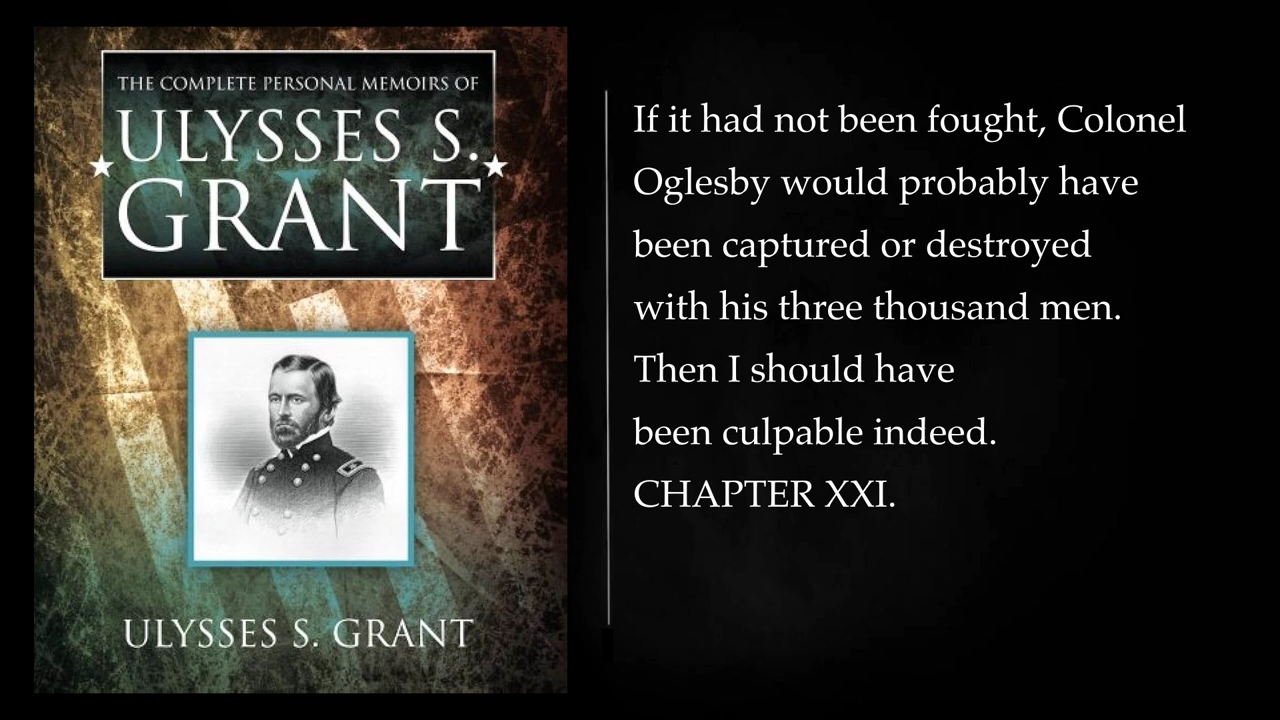 THE COMPLETE PERSONAL MEMOIRS OF
ULYSSES S.
GRANT
ULYSSES S. GRANT
If it had not been fought, Colonel
Oglesby would probably have
been captured or destroyed
with his three thousand men.
Then I should have
been culpable indeed.
CHAPTER XXI.